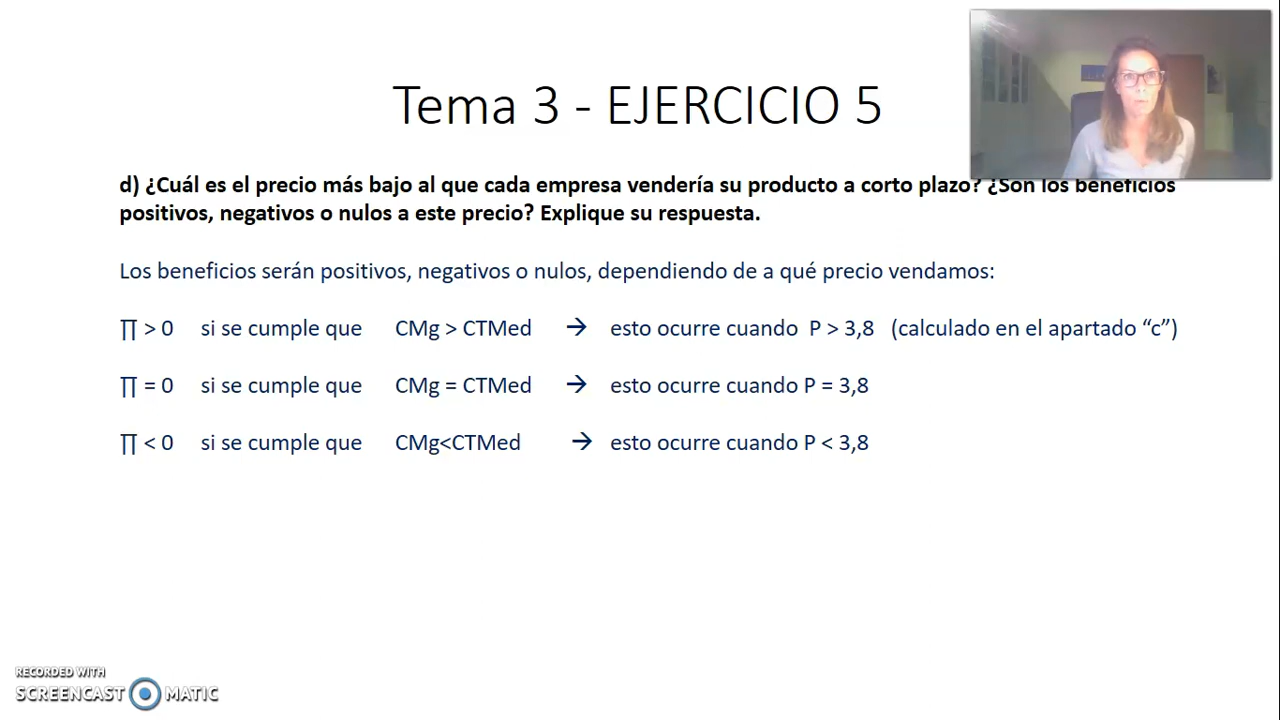 Tema 3 - EJERCICIO 5
d) ¿Cuál es el precio más bajo al que cada empresa vendería su producto a corto plazo? ¿Son los beneficios
positivos, negativos o nulos a este precio? Explique su respuesta.
Los beneficios serán positivos, negativos o nulos, dependiendo de a qué precio vendamos:
∏ > 0 si se cumple que CMg > CTMed → esto ocurre cuando P > 3,8 (calculado en el apartado “c”)
∏ = 0 si se cumple que CMg = CTMed → esto ocurre cuando P = 3,8
∏ < 0 si se cumple que CMg<CTMed → esto ocurre cuando P < 3,8
RECORDED WITH
SCREENCAST MATIC